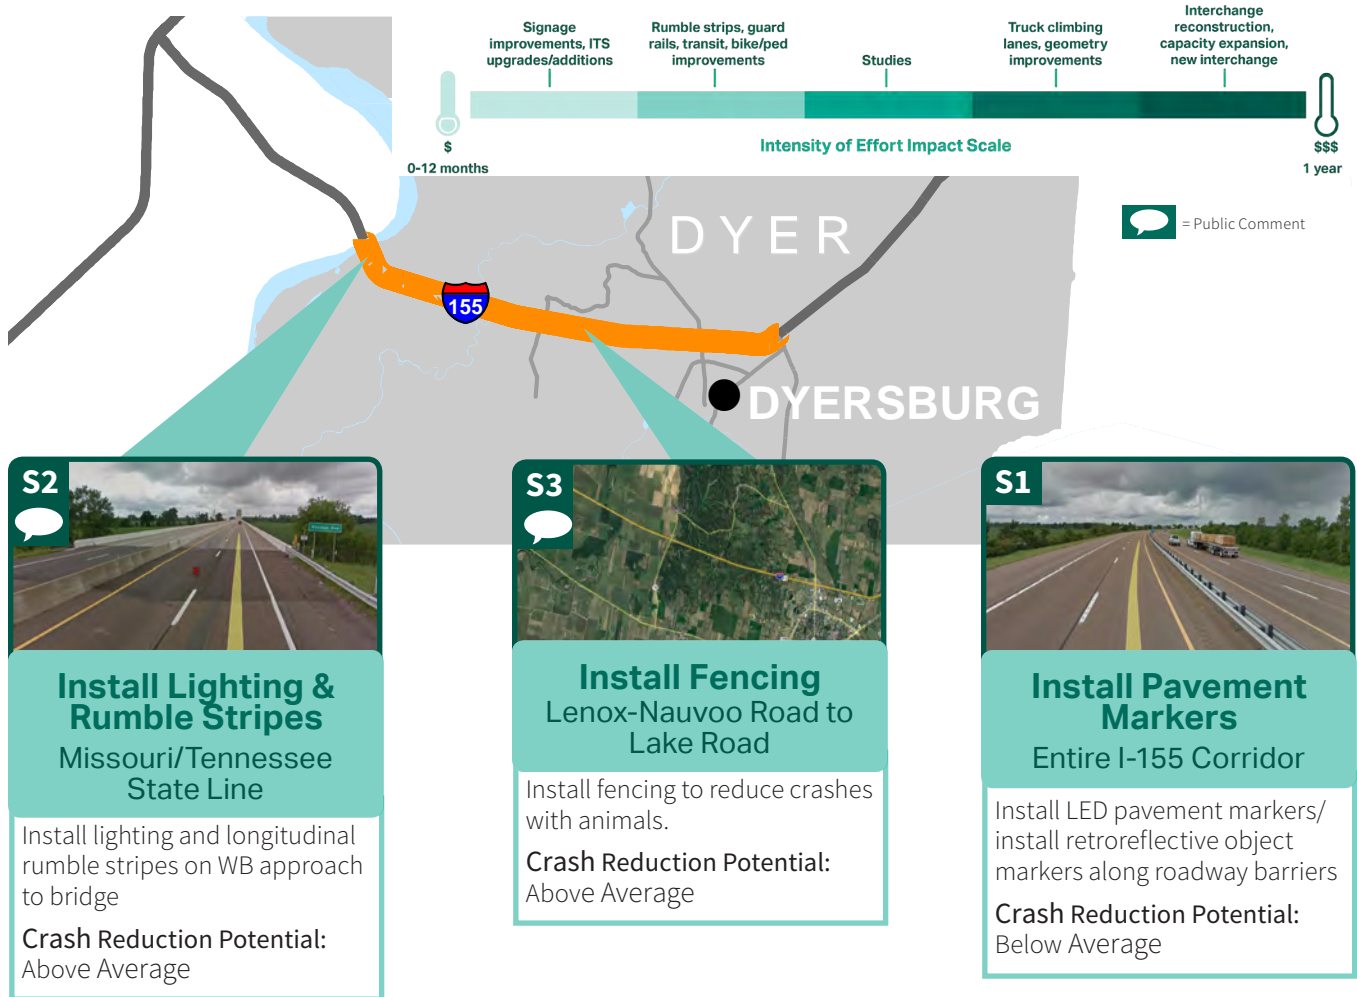 Signage
improvements, ITS
upgrades/additions
Rumble strips, guard
rails, transit, bike/ped
improvements
Studies
Truck climbing
lanes, geometry
improvements
Interchange
reconstruction,
capacity expansion,
new interchange
$
0-12 months
Intensity of Effort Impact Scale
$$$
1 year
= Public Comment
DYER
155
DYERSBURG
S2
Install Lighting &
Rumble Stripes
Missouri/Tennessee
State Line
Install lighting and longitudinal
rumble stripes on WB approach
to bridge
Crash Reduction Potential:
Above Average
S3
Install Fencing
Lenox-Nauvoo Road to
Lake Road
Install fencing to reduce crashes
with animals.
Crash Reduction Potential:
Above Average
S1
Install Pavement
Markers
Entire I-155 Corridor
Install LED pavement markers/
install retroreflective object
markers along roadway barriers
Crash Reduction Potential:
Below Average